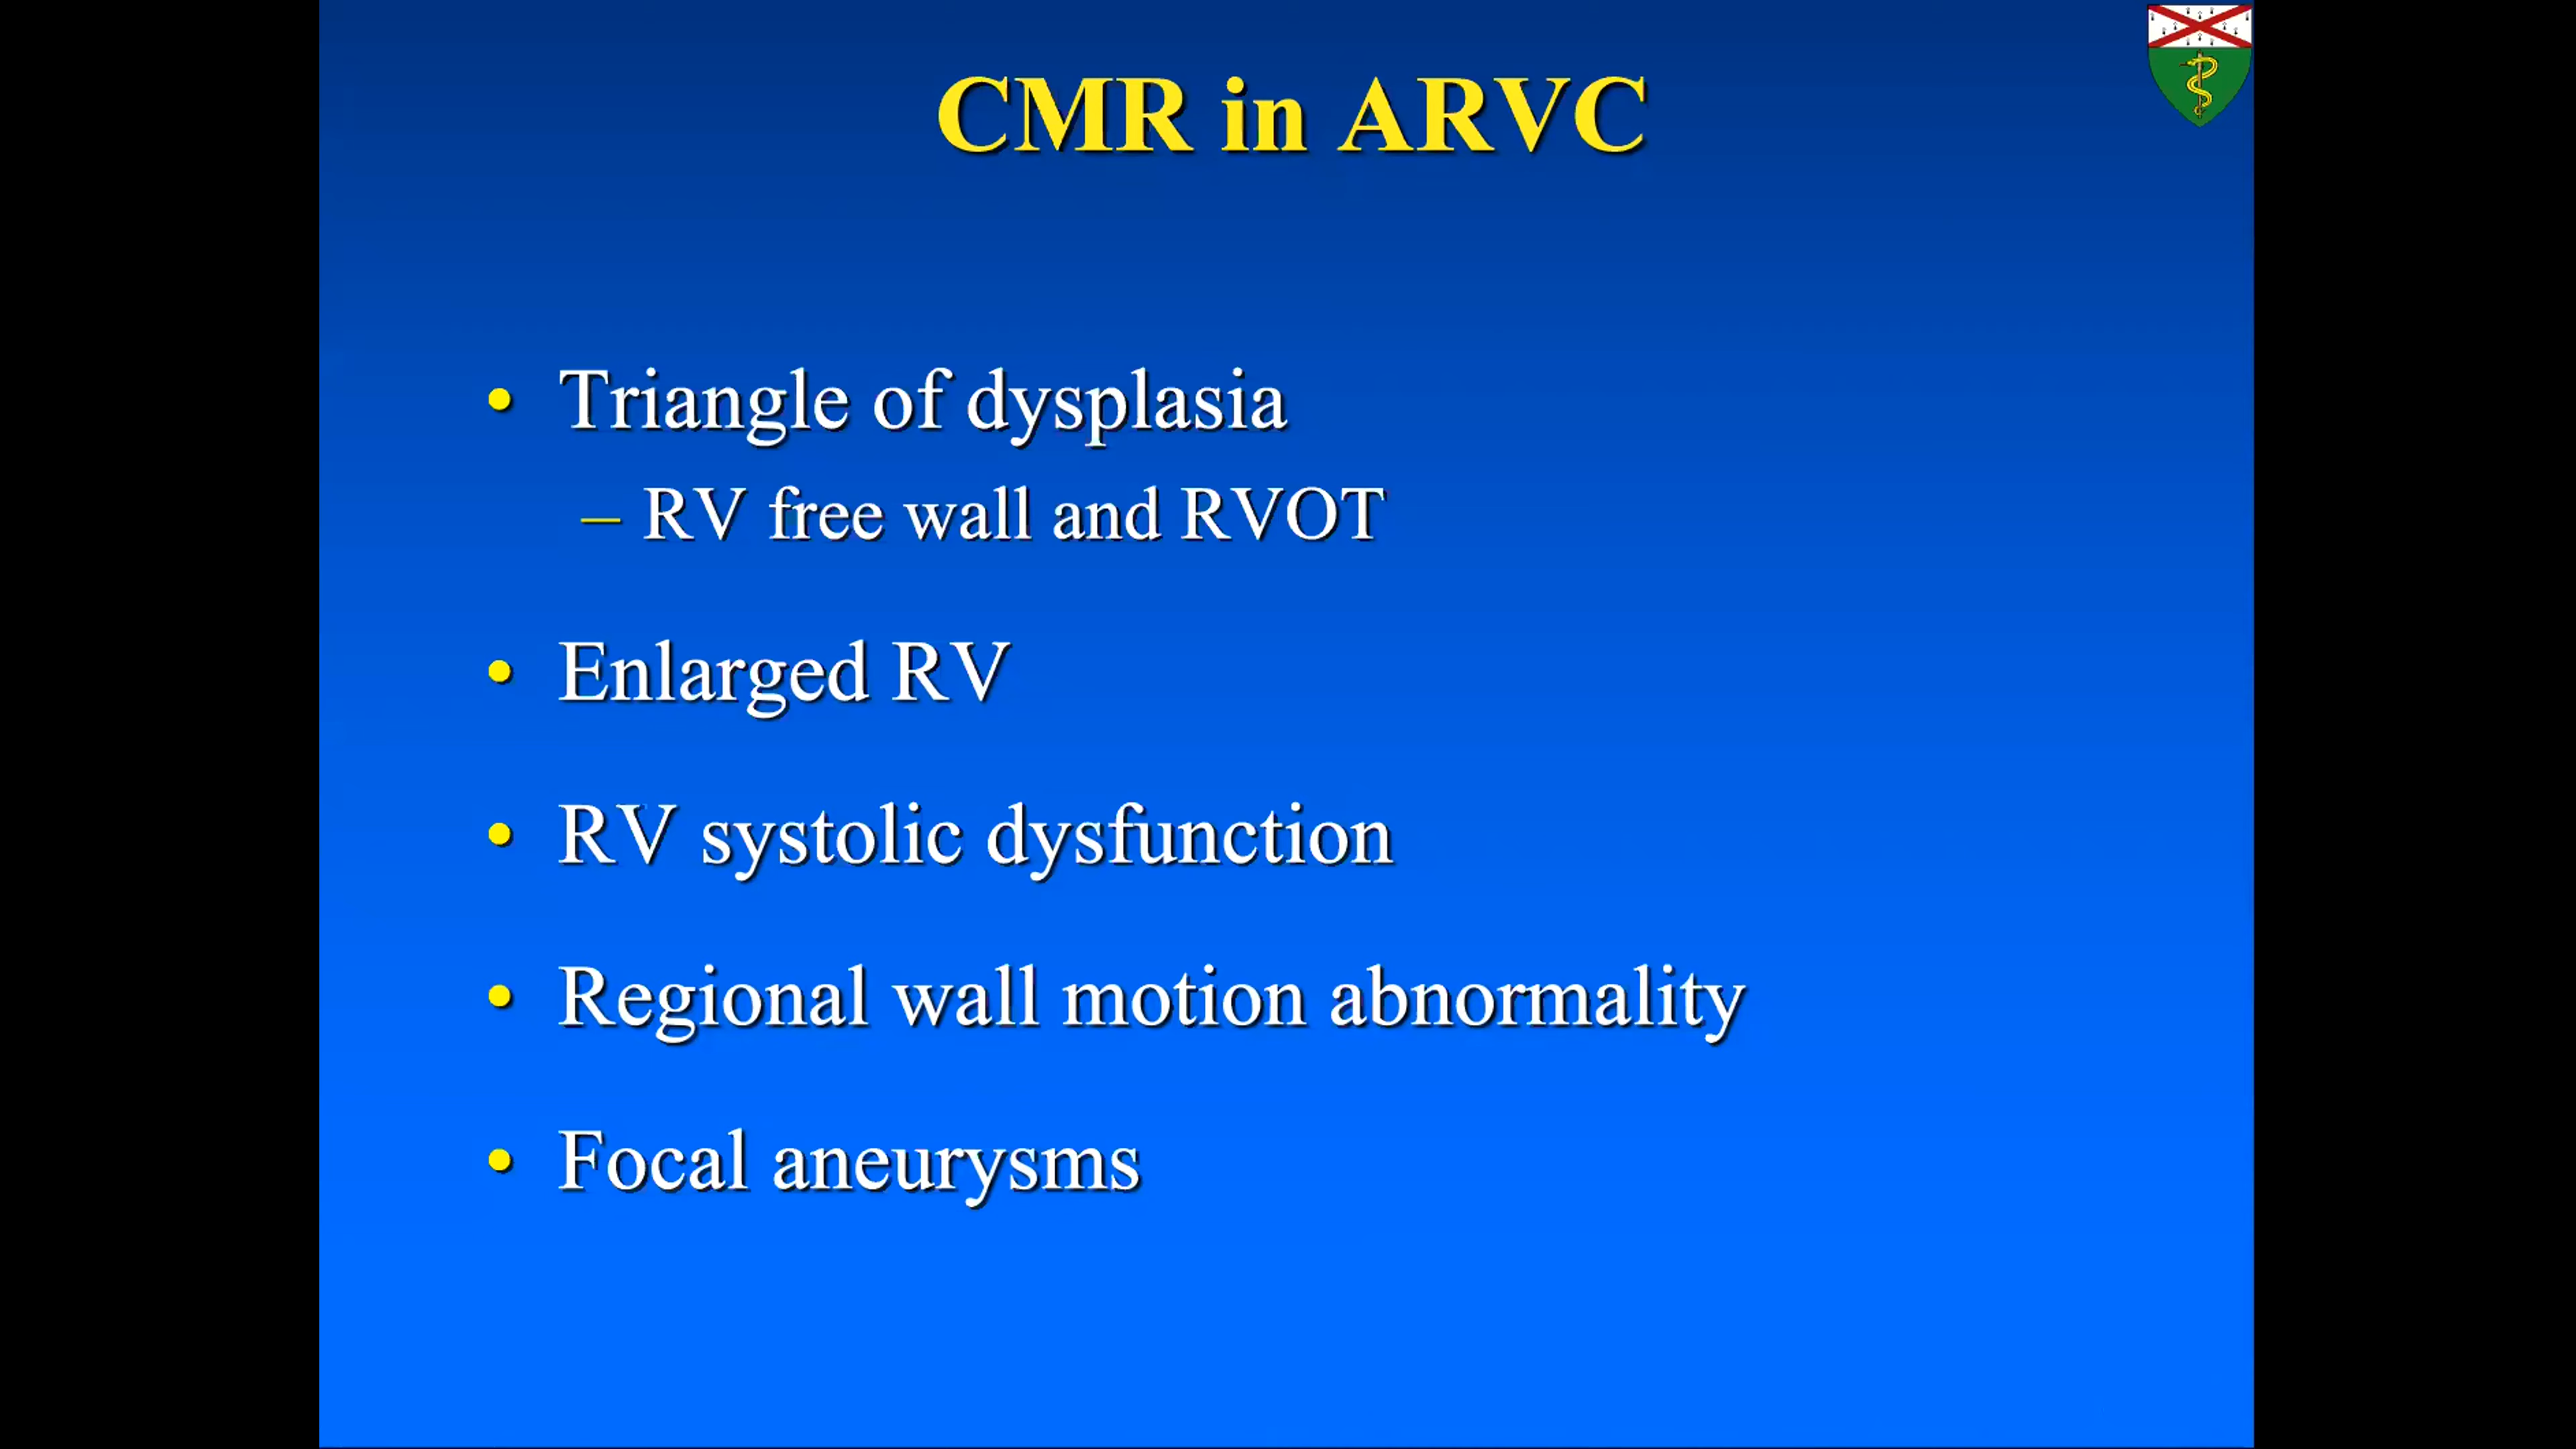 CMR in ARVC
• Triangle of dysplasia
– RV free wall and RVOT
• Enlarged RV
• RV systolic dysfunction
• Regional wall motion abnormality
• Focal aneurysms